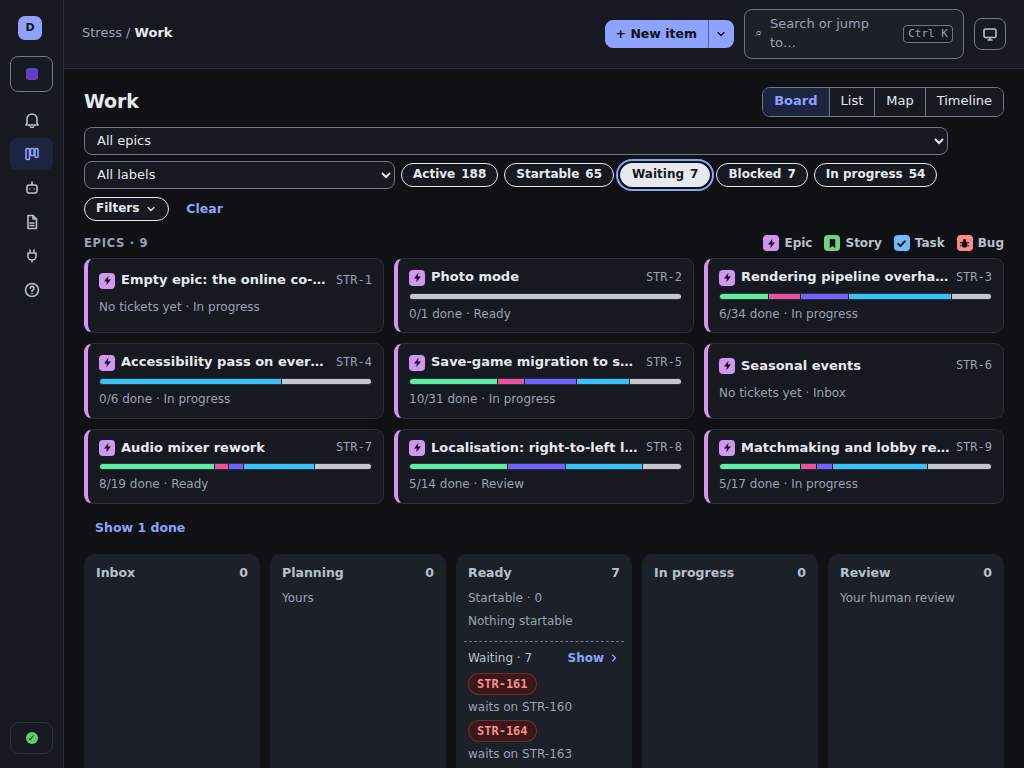 D
Stress / Work
+ New item
Search or jump to…
Ctrl K
Work
Board
List
Map
Timeline
All epics
All labels
Active 188
Startable 65
Waiting 7
Blocked 7
In progress 54
Filters
Clear
EPICS · 9
Epic
Story
Task
Bug
Empty epic: the online co-…
STR-1
No tickets yet · In progress
Photo mode
STR-2
0/1 done · Ready
Rendering pipeline overha…
STR-3
6/34 done · In progress
Accessibility pass on ever…
STR-4
0/6 done · In progress
Save-game migration to s…
STR-5
10/31 done · In progress
Seasonal events
STR-6
No tickets yet · Inbox
Audio mixer rework
STR-7
8/19 done · Ready
Localisation: right-to-left l…
STR-8
5/14 done · Review
Matchmaking and lobby re…
STR-9
5/17 done · In progress
Show 1 done
Inbox 0
Planning 0
Yours
Ready 7
Startable · 0
Nothing startable
Waiting · 7
Show
STR-161
waits on STR-160
STR-164
waits on STR-163
In progress 0
Review 0
Your human review